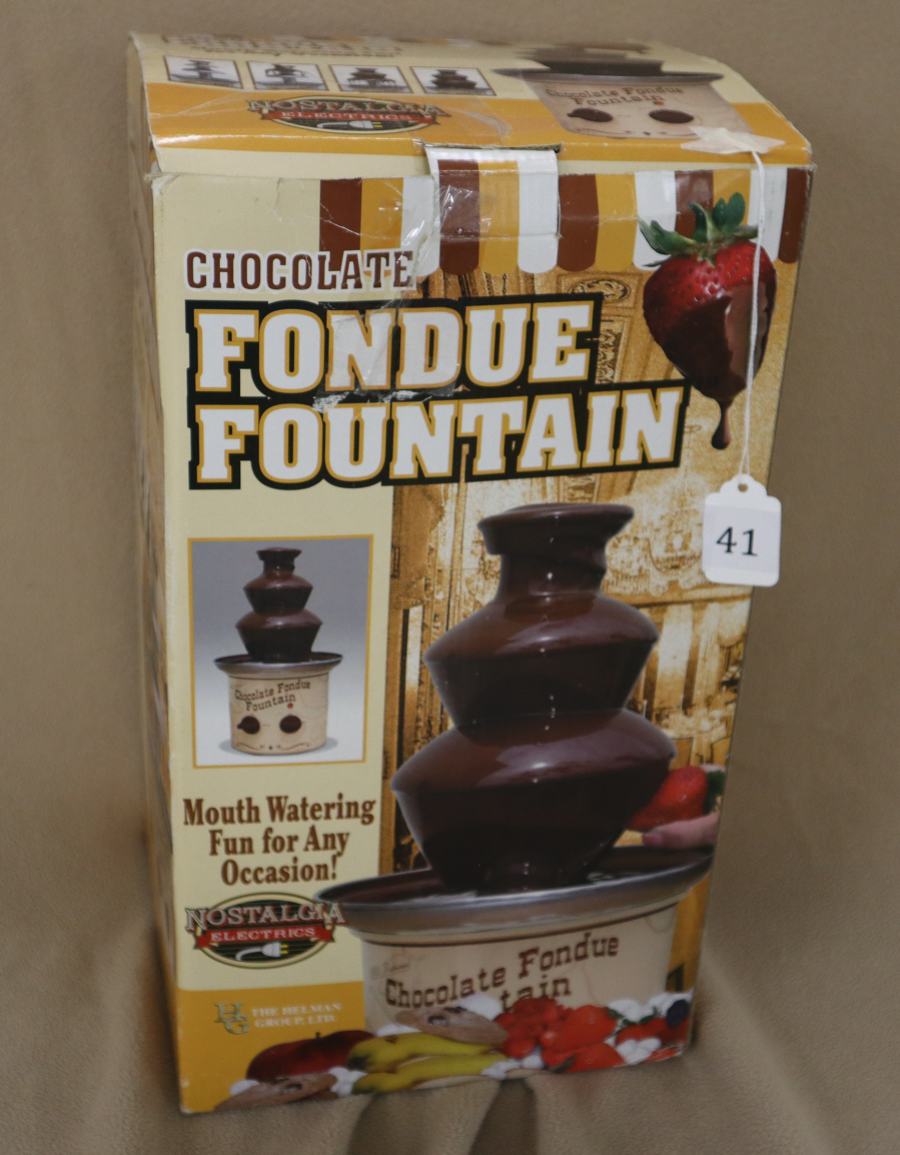 Chocolate Fondue
Fountain
NOSTALGIA
ELECTRICS
CHOCOLATE
FONDUE
FOUNTAIN
41
Chocolate Fondue
Fountain
Mouth Watering
Fun for Any
Occasion!
NOSTALGIA
ELECTRICS
Chocolate Fondue
tain
HG THE HELMAN
GROUP, LTD.